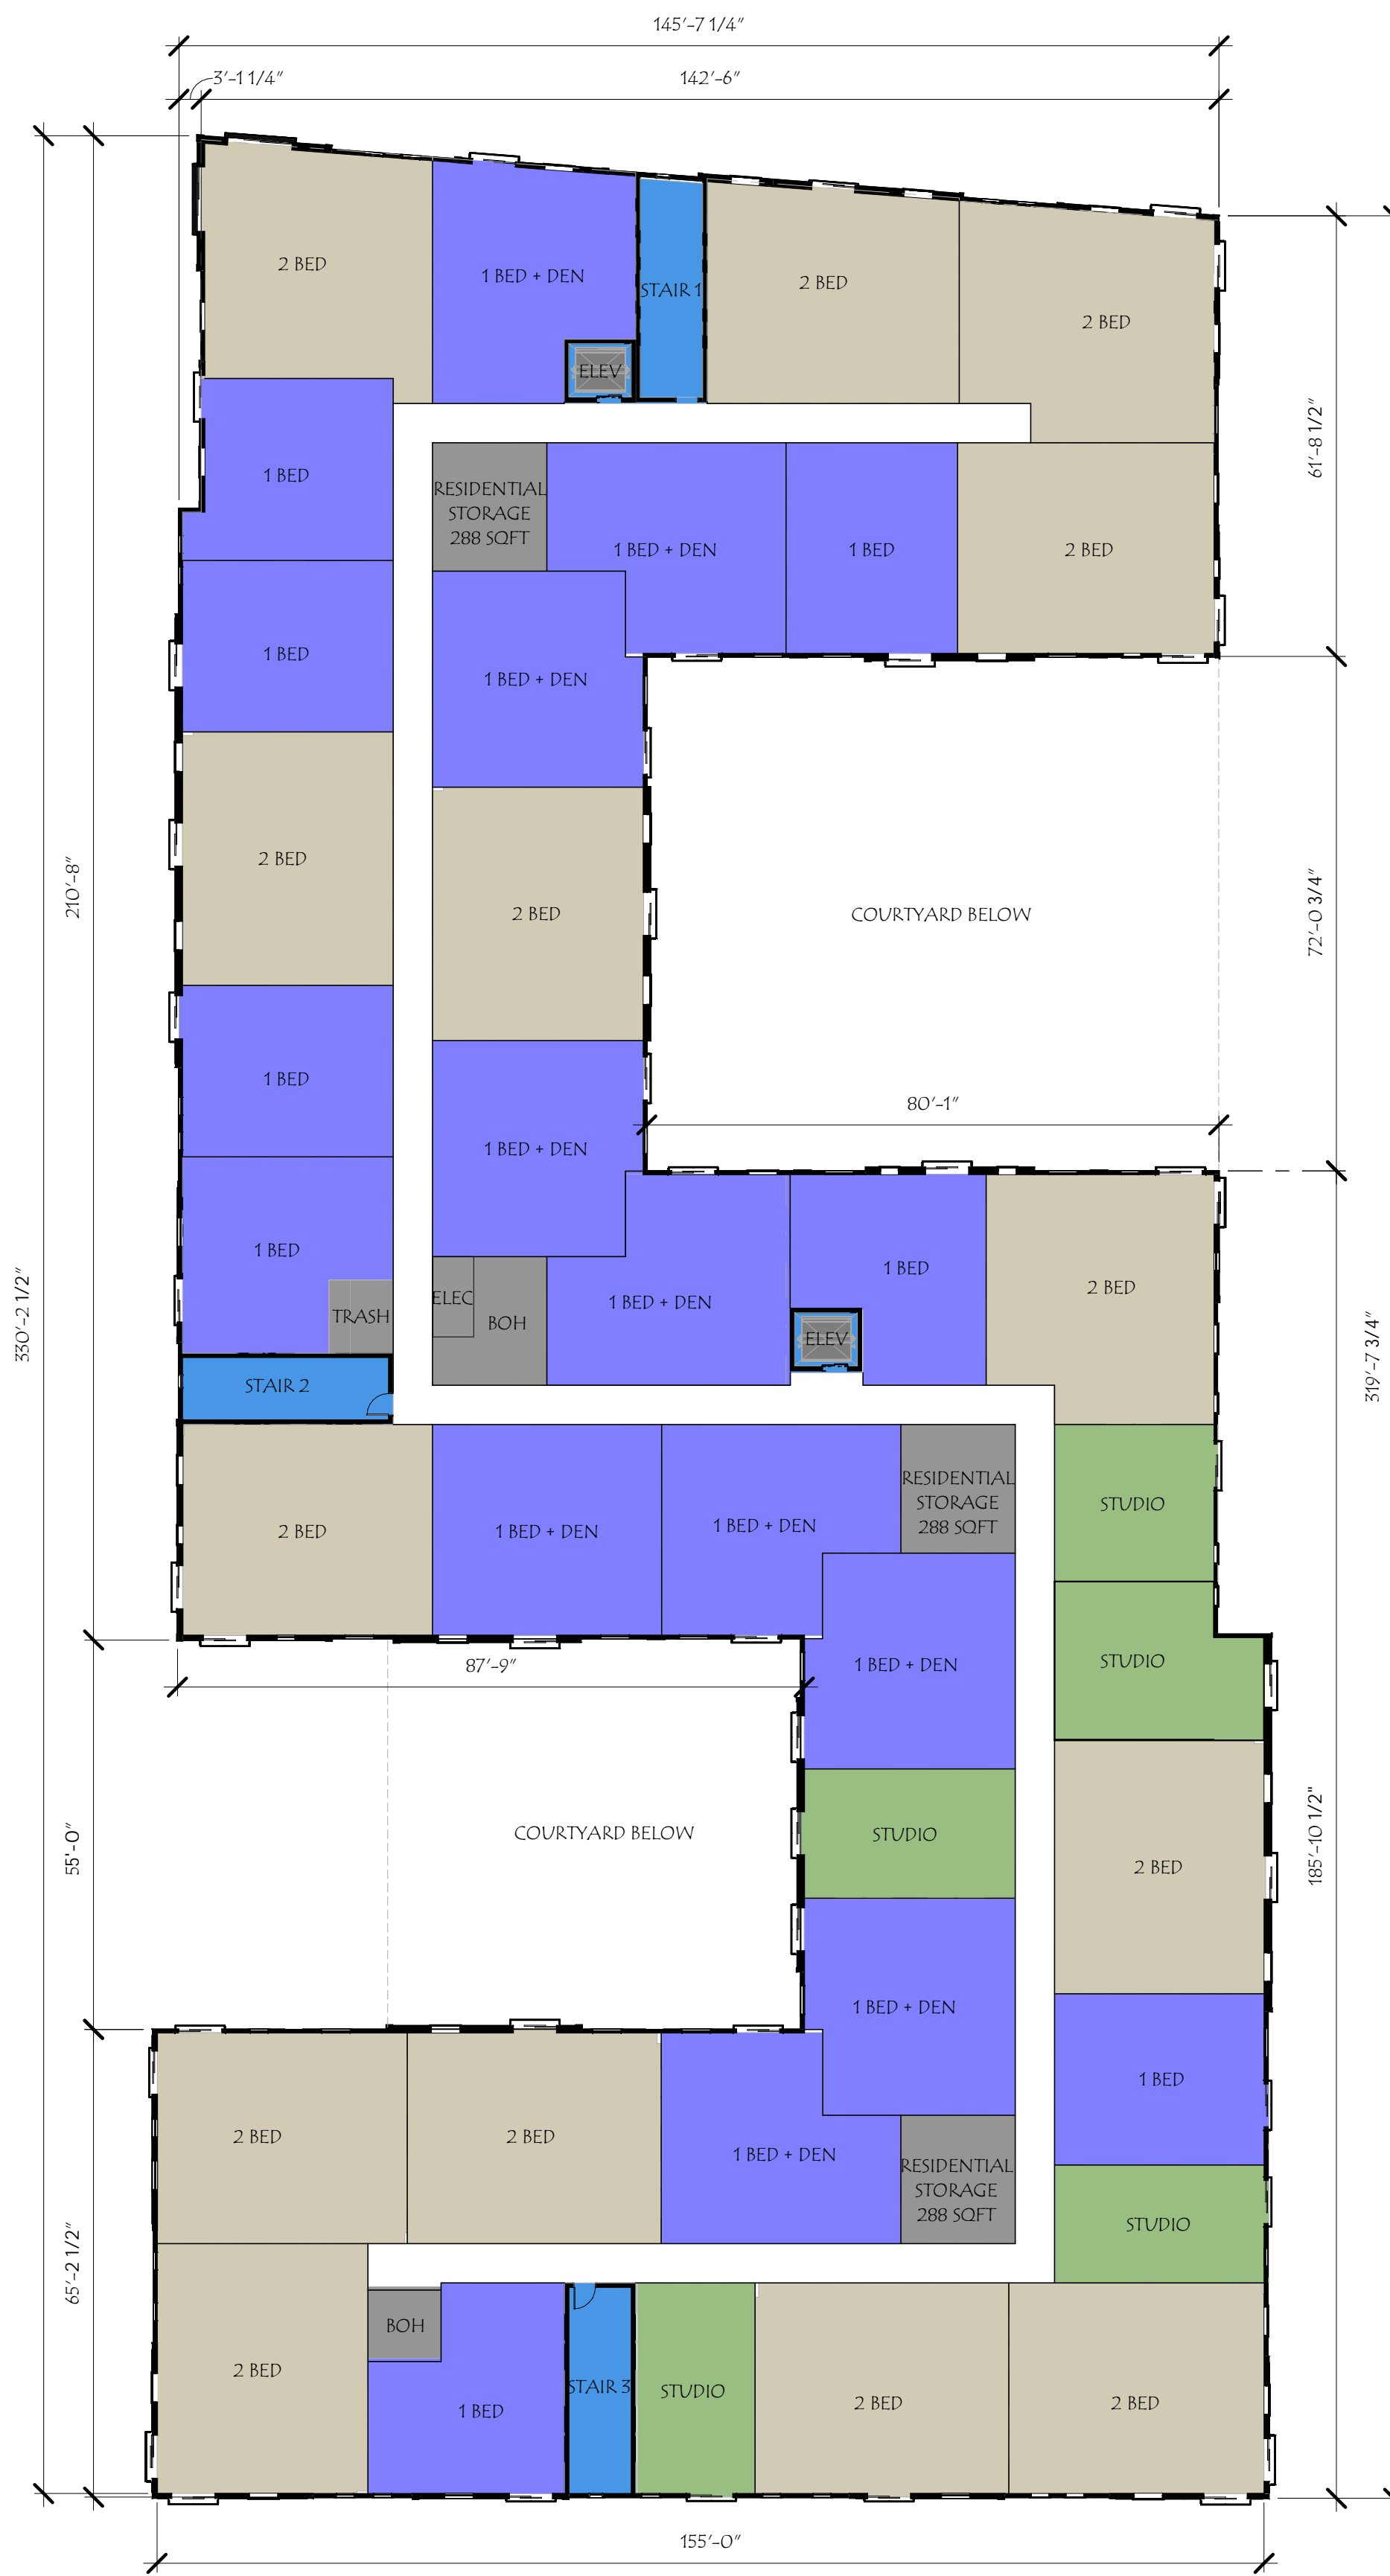 145'-7 1/4"
3'-1 1/4"
142'-6"
2 BED
1 BED + DEN
STAIR 1
2 BED
2 BED
ELEV
61'-8 1/2"
1 BED
RESIDENTIAL
STORAGE
288 SQFT
1 BED + DEN
1 BED
2 BED
1 BED
1 BED + DEN
210'-8"
2 BED
2 BED
COURTYARD BELOW
72'-0 3/4"
1 BED
80'-1"
1 BED + DEN
1 BED
TRASH
ELEC
BOH
1 BED + DEN
1 BED
ELEV
2 BED
330'-2 1/2"
319'-7 3/4"
STAIR 2
2 BED
1 BED + DEN
1 BED + DEN
RESIDENTIAL
STORAGE
288 SQFT
STUDIO
87'-9"
1 BED + DEN
STUDIO
55'-0"
COURTYARD BELOW
STUDIO
2 BED
185'-10 1/2"
1 BED + DEN
1 BED
2 BED
2 BED
1 BED + DEN
RESIDENTIAL
STORAGE
288 SQFT
STUDIO
65'-2 1/2"
2 BED
BOH
1 BED
STAIR 3
STUDIO
2 BED
2 BED
155'-0"